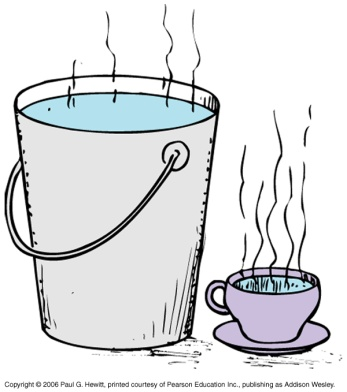 Copyright © 2006 Paul G. Hewitt, printed courtesy of Pearson Education Inc., publishing as Addison Wesley.